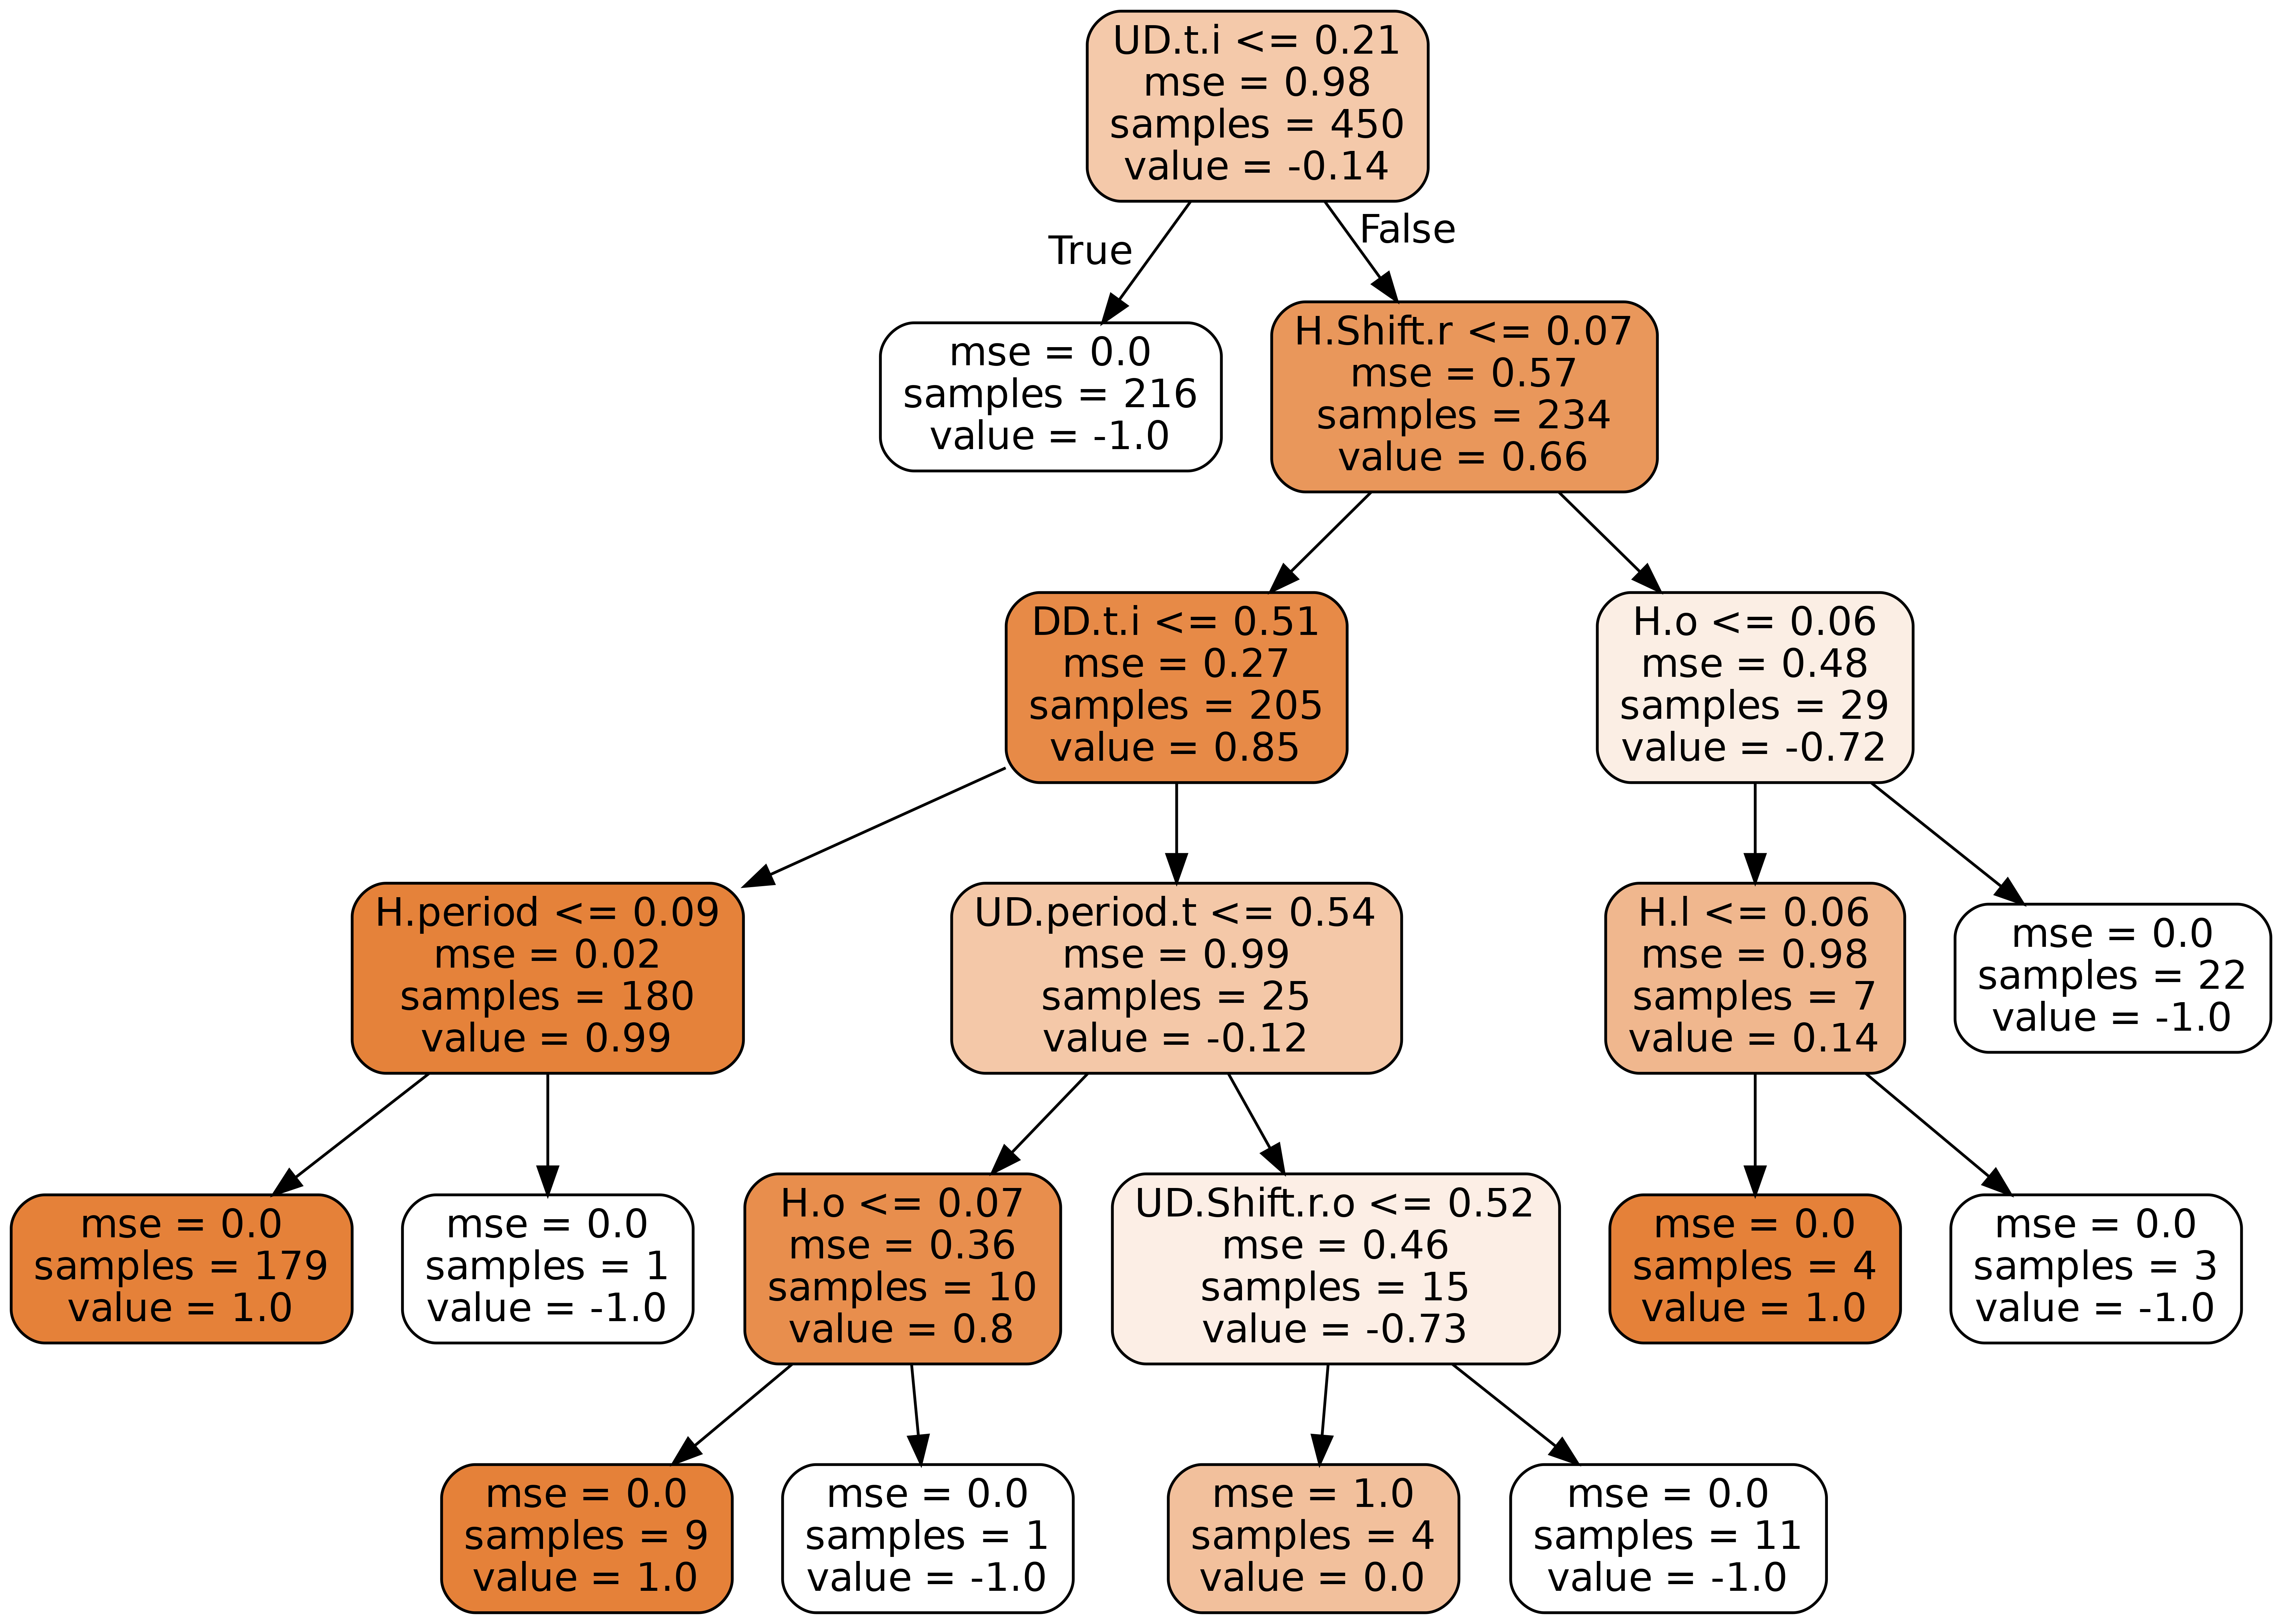 UD.t.i <= 0.21
mse = 0.98
samples = 450
value = -0.14
True
False
mse = 0.0
samples = 216
value = -1.0
H.Shift.r <= 0.07
mse = 0.57
samples = 234
value = 0.66
DD.t.i <= 0.51
mse = 0.27
samples = 205
value = 0.85
H.o <= 0.06
mse = 0.48
samples = 29
value = -0.72
H.period <= 0.09
mse = 0.02
samples = 180
value = 0.99
UD.period.t <= 0.54
mse = 0.99
samples = 25
value = -0.12
H.l <= 0.06
mse = 0.98
samples = 7
value = 0.14
mse = 0.0
samples = 22
value = -1.0
mse = 0.0
samples = 179
value = 1.0
mse = 0.0
samples = 1
value = -1.0
H.o <= 0.07
mse = 0.36
samples = 10
value = 0.8
UD.Shift.r.o <= 0.52
mse = 0.46
samples = 15
value = -0.73
mse = 0.0
samples = 4
value = 1.0
mse = 0.0
samples = 3
value = -1.0
mse = 0.0
samples = 9
value = 1.0
mse = 0.0
samples = 1
value = -1.0
mse = 1.0
samples = 4
value = 0.0
mse = 0.0
samples = 11
value = -1.0